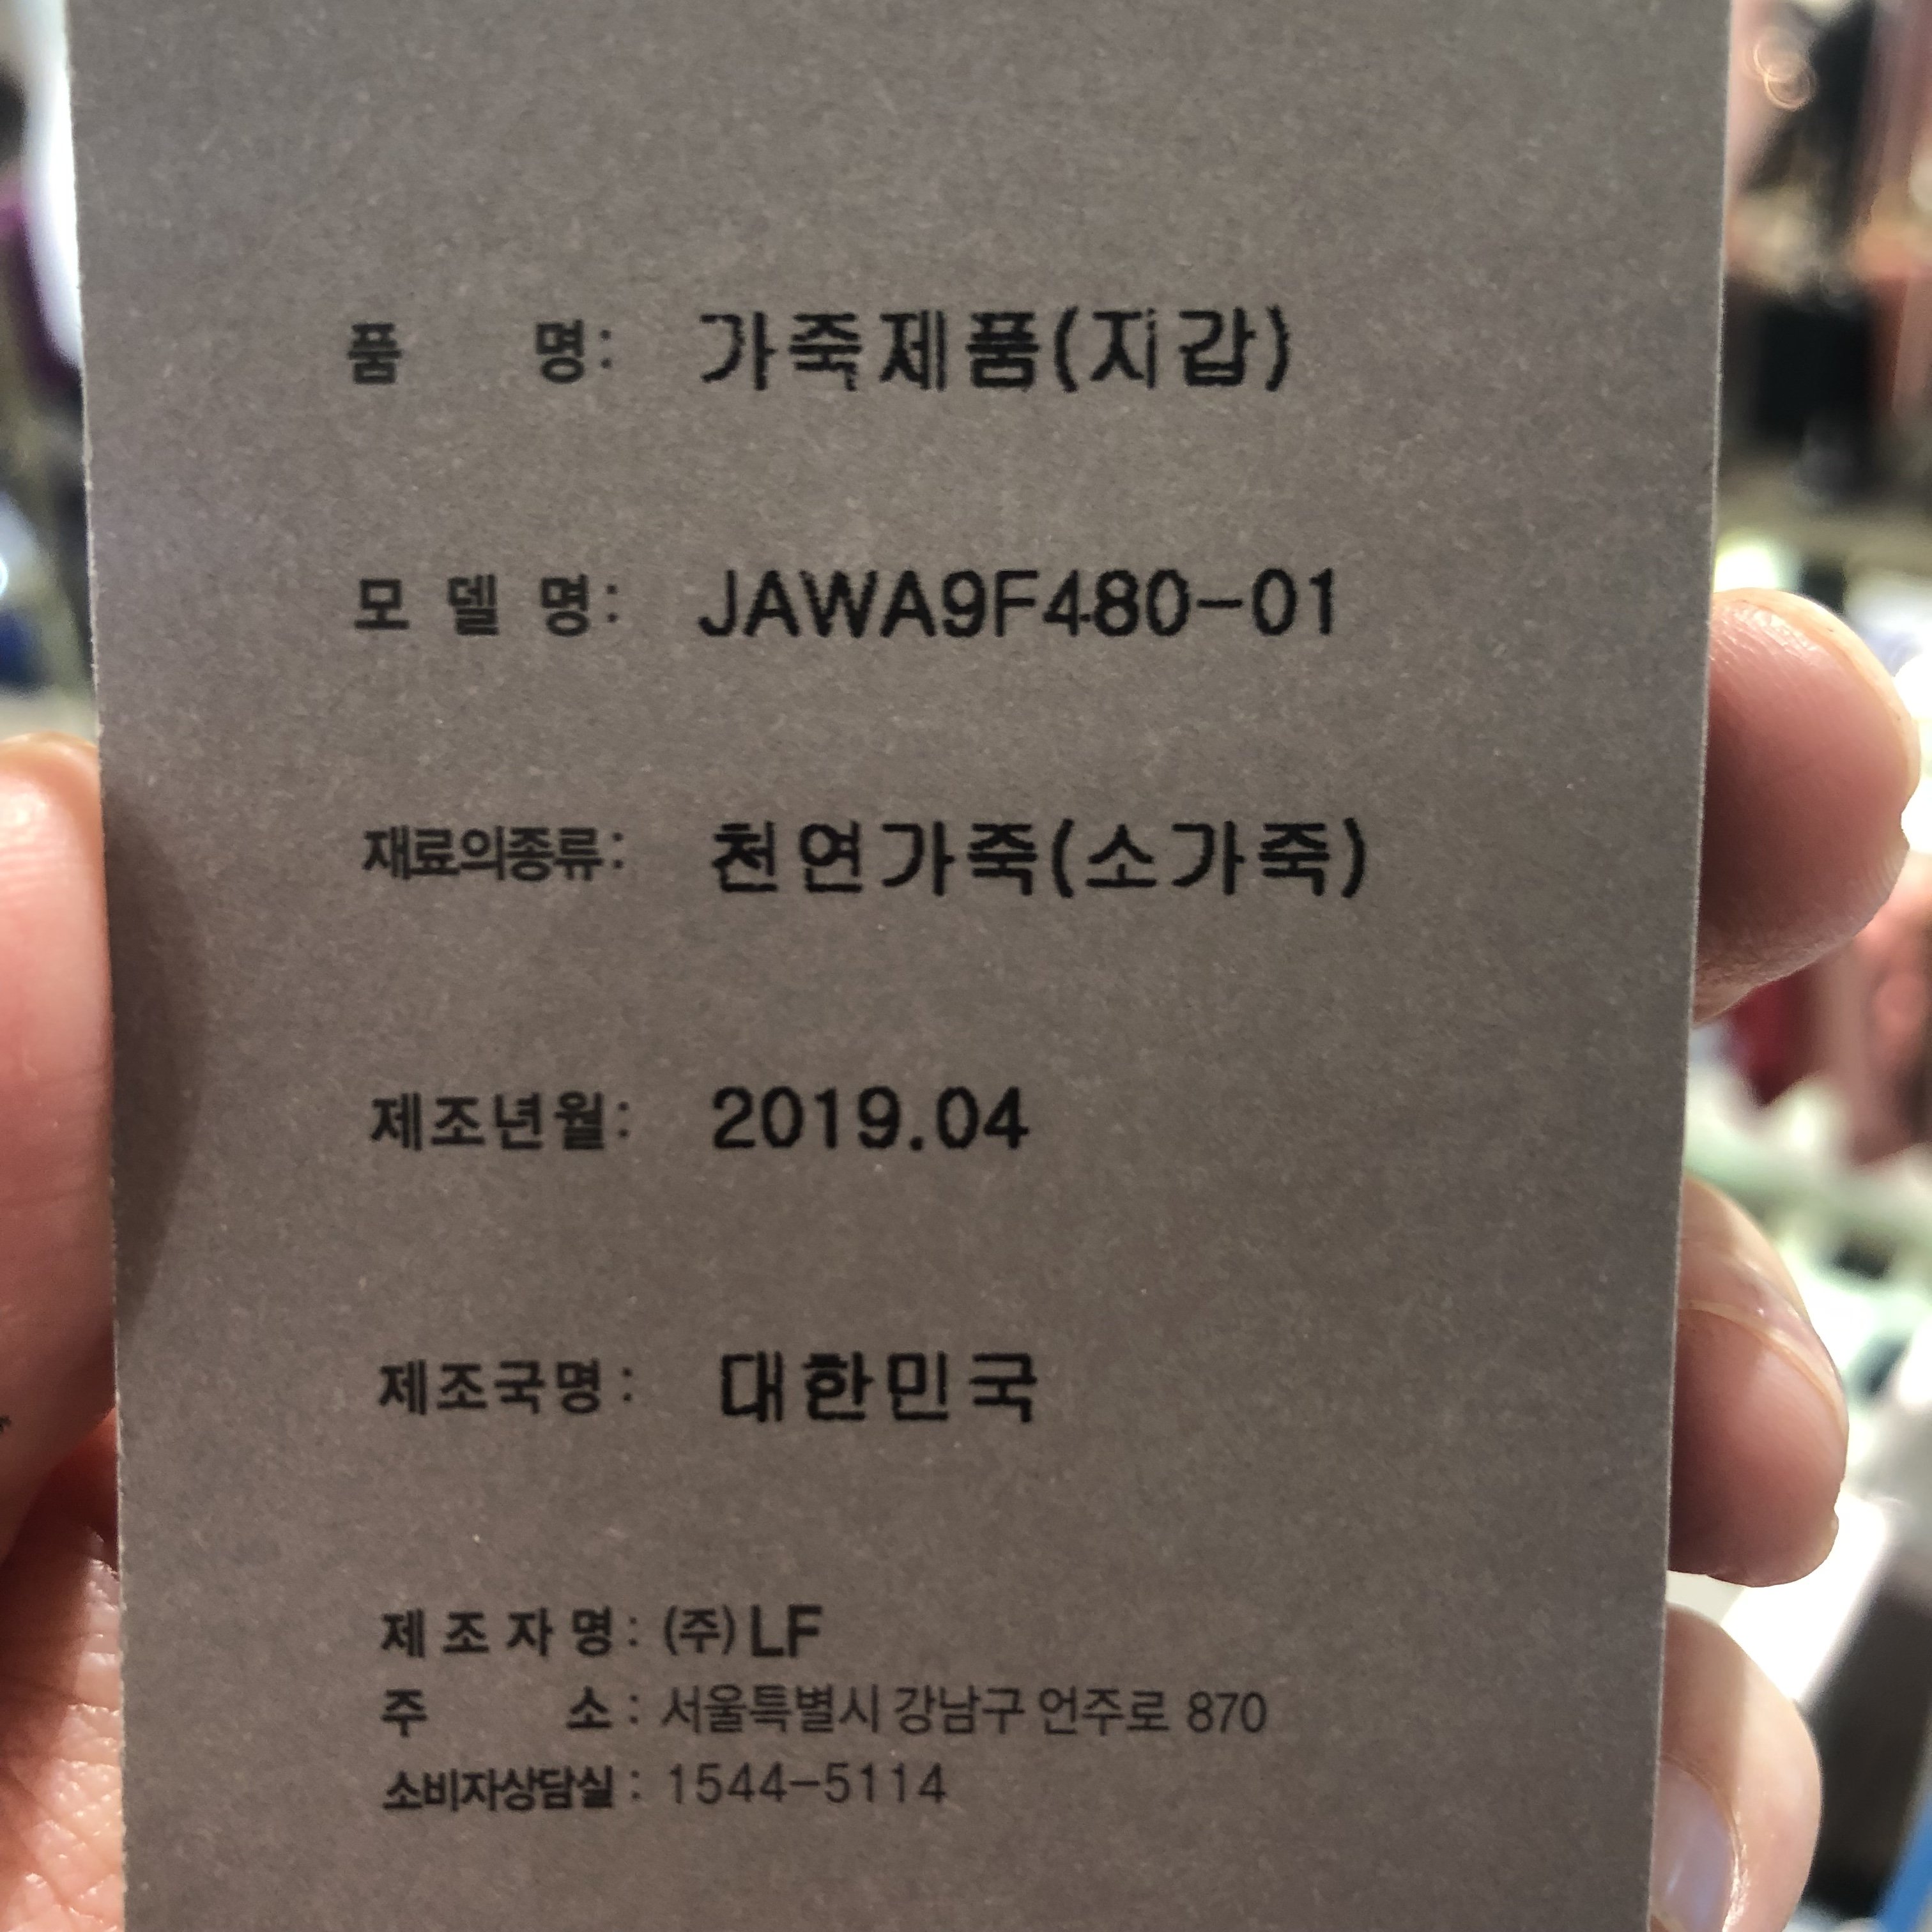 품 명: 가죽제품(지갑)
모 델 명: JAWA9F480-01
재료의종류: 천연가죽(소가죽)
제조년월: 2019.04
제조국명: 대한민국
제 조 자 명: (주)LF
주 소: 서울특별시 강남구 언주로 870
소비자상담실: 1544-5114